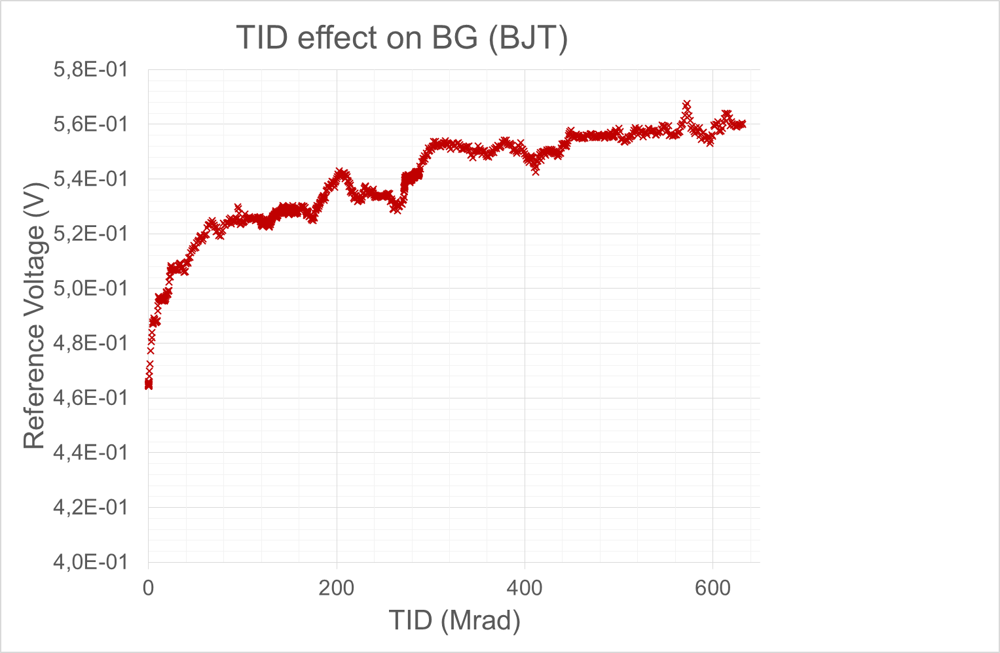 TID effect on BG (BJT)
5,8E-01
5,6E-01
5,4E-01
5,2E-01
5,0E-01
4,8E-01
4,6E-01
4,4E-01
4,2E-01
4,0E-01
Reference Voltage (V)
0 200 400 600
TID (Mrad)